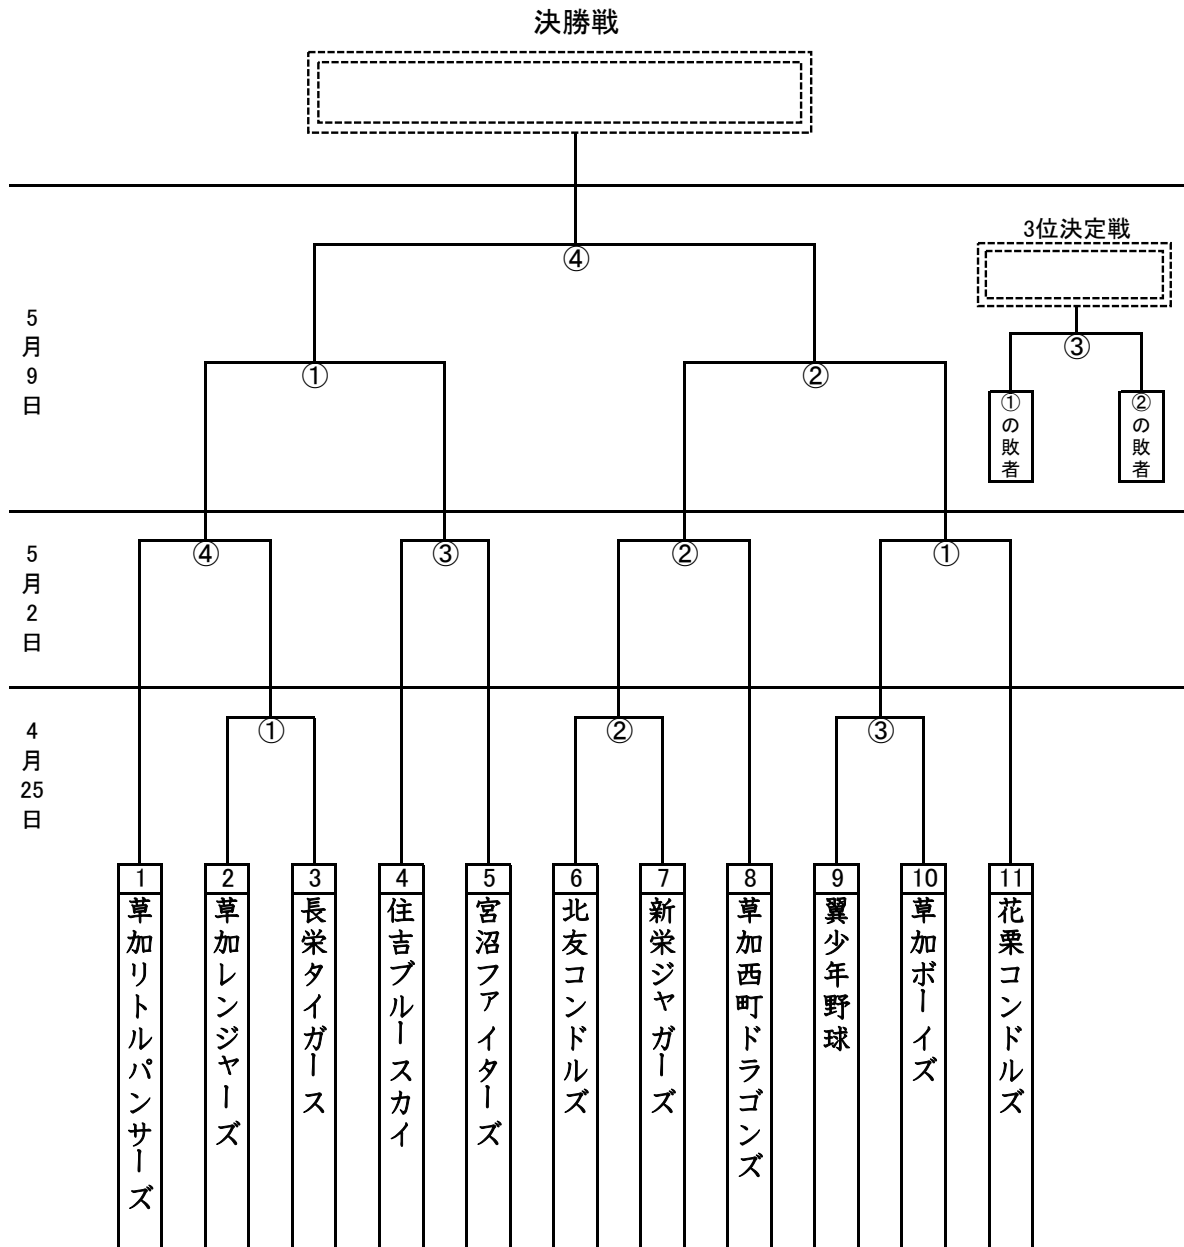 決勝戦
3位決定戦
④
③
①
②
①の敗者
②の敗者
5月9日
④
③
②
①
5月2日
①
②
③
4月25日
1
2
3
4
5
6
7
8
9
10
11
草加リトルパンサーズ
草加レンジャーズ
長栄タイガース
住吉ブルースカイ
宮沼ファイターズ
北友コンドルズ
新栄ジャガーズ
草加西町ドラゴンズ
翼少年野球
草加ボーイズ
花栗コンドルズ